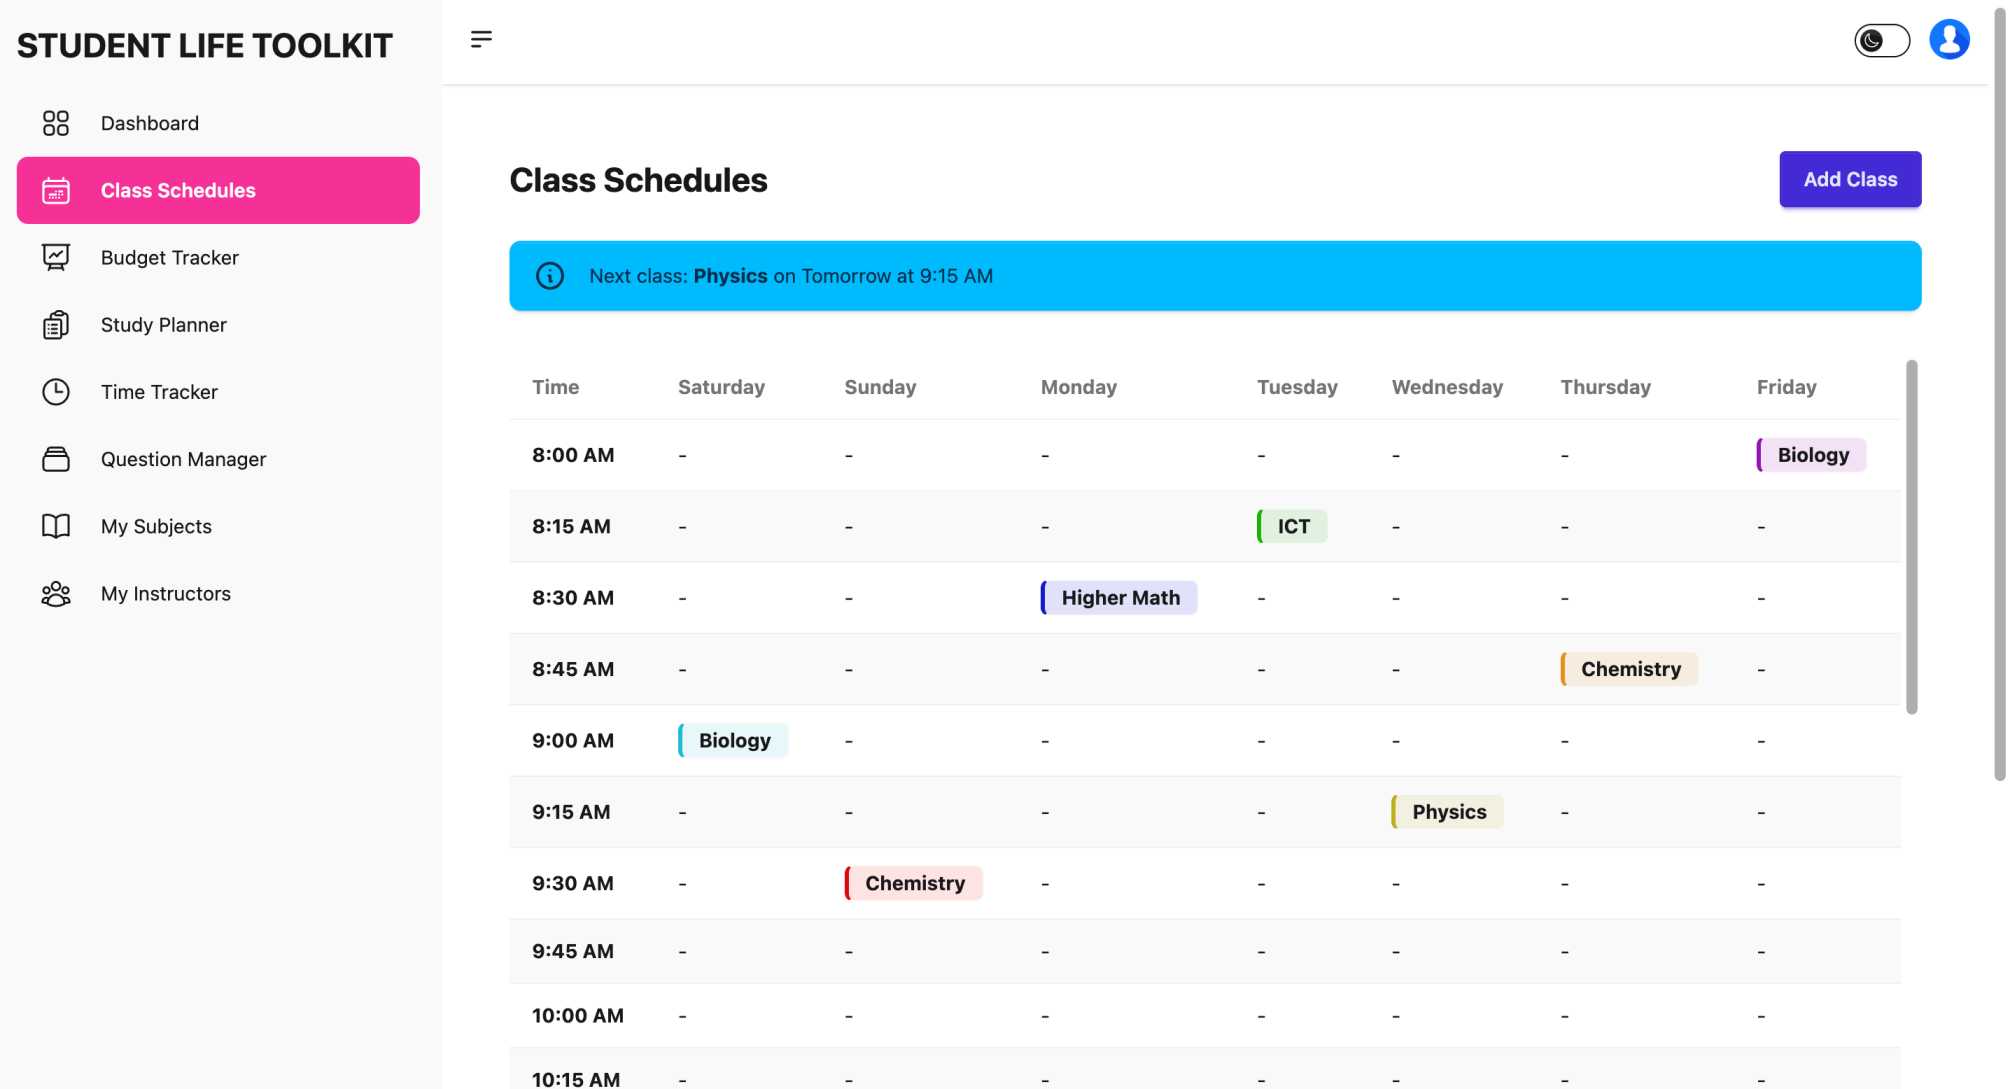 STUDENT LIFE TOOLKIT
Dashboard
Class Schedules
Budget Tracker
Study Planner
Time Tracker
Question Manager
My Subjects
My Instructors
Class Schedules
Add Class
Next class: Physics on Tomorrow at 9:15 AM
Time Saturday Sunday Monday Tuesday Wednesday Thursday Friday
8:00 AM - - - - - - Biology
8:15 AM - - - ICT - - -
8:30 AM - - Higher Math - - - -
8:45 AM - - - - - Chemistry -
9:00 AM Biology - - - - - -
9:15 AM - - - - Physics - -
9:30 AM - Chemistry - - - - -
9:45 AM - - - - - - -
10:00 AM - - - - - - -
10:15 AM - - - - - - -